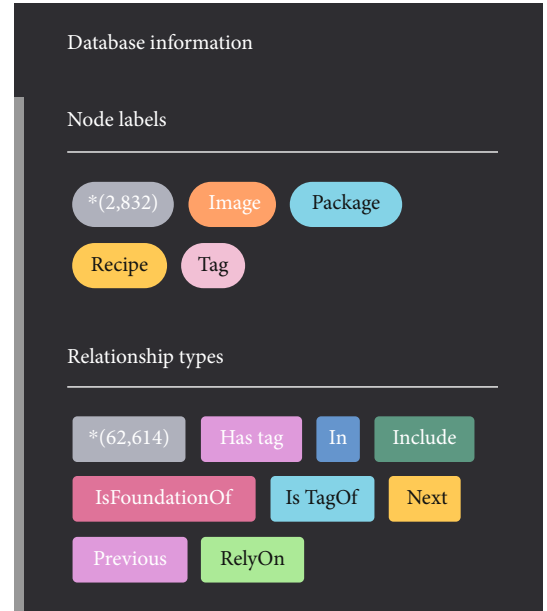 Database information
Node labels
*(2,832) Image Package
Recipe Tag
Relationship types
*(62,614) Has tag In Include
IsFoundationOf Is TagOf Next
Previous RelyOn